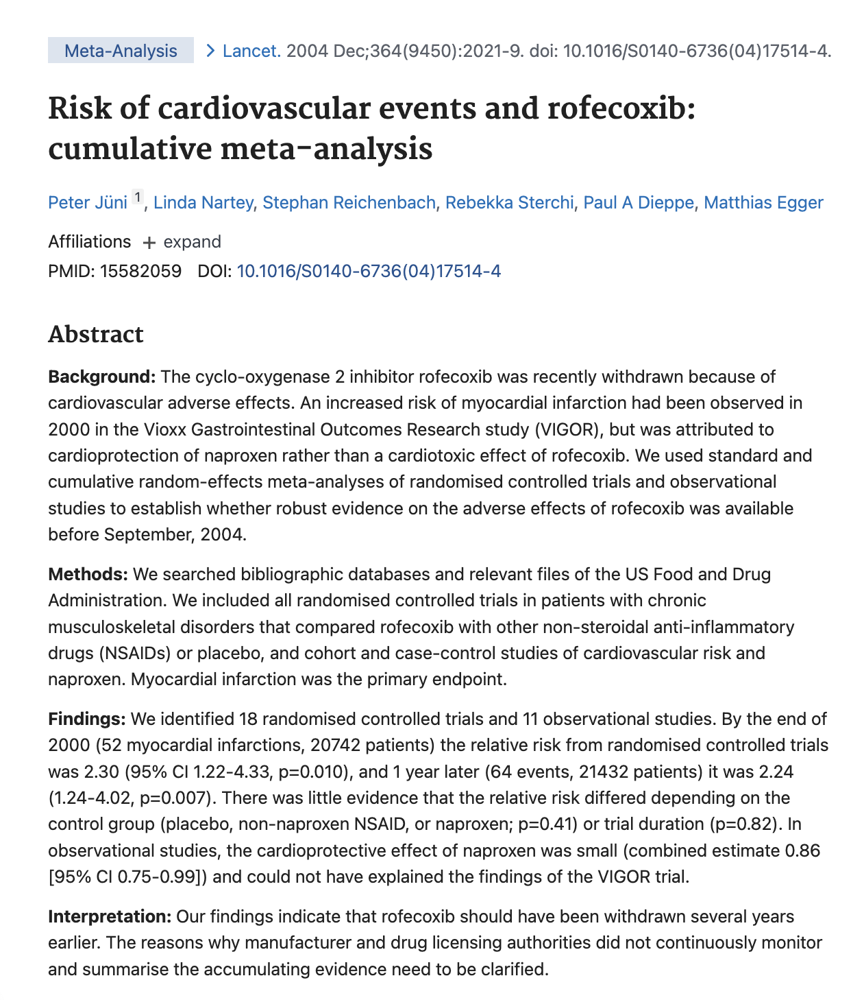 Meta-Analysis > Lancet. 2004 Dec;364(9450):2021-9. doi: 10.1016/S0140-6736(04)17514-4.
Risk of cardiovascular events and rofecoxib:
cumulative meta-analysis
Peter Jüni 1, Linda Nartey, Stephan Reichenbach, Rebekka Sterchi, Paul A Dieppe, Matthias Egger
Affiliations + expand
PMID: 15582059 DOI: 10.1016/S0140-6736(04)17514-4
Abstract
Background: The cyclo-oxygenase 2 inhibitor rofecoxib was recently withdrawn because of
cardiovascular adverse effects. An increased risk of myocardial infarction had been observed in
2000 in the Vioxx Gastrointestinal Outcomes Research study (VIGOR), but was attributed to
cardioprotection of naproxen rather than a cardiotoxic effect of rofecoxib. We used standard and
cumulative random-effects meta-analyses of randomised controlled trials and observational
studies to establish whether robust evidence on the adverse effects of rofecoxib was available
before September, 2004.
Methods: We searched bibliographic databases and relevant files of the US Food and Drug
Administration. We included all randomised controlled trials in patients with chronic
musculoskeletal disorders that compared rofecoxib with other non-steroidal anti-inflammatory
drugs (NSAIDs) or placebo, and cohort and case-control studies of cardiovascular risk and
naproxen. Myocardial infarction was the primary endpoint.
Findings: We identified 18 randomised controlled trials and 11 observational studies. By the end of
2000 (52 myocardial infarctions, 20742 patients) the relative risk from randomised controlled trials
was 2.30 (95% CI 1.22-4.33, p=0.010), and 1 year later (64 events, 21432 patients) it was 2.24
(1.24-4.02, p=0.007). There was little evidence that the relative risk differed depending on the
control group (placebo, non-naproxen NSAID, or naproxen; p=0.41) or trial duration (p=0.82). In
observational studies, the cardioprotective effect of naproxen was small (combined estimate 0.86
[95% CI 0.75-0.99]) and could not have explained the findings of the VIGOR trial.
Interpretation: Our findings indicate that rofecoxib should have been withdrawn several years
earlier. The reasons why manufacturer and drug licensing authorities did not continuously monitor
and summarise the accumulating evidence need to be clarified.